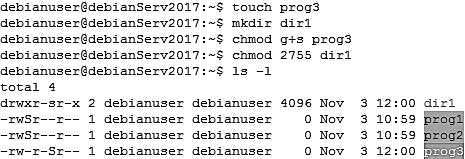 debianuser@debianServ2017:~$ touch prog3
debianuser@debianServ2017:~$ mkdir dir1
debianuser@debianServ2017:~$ chmod g+s prog3
debianuser@debianServ2017:~$ chmod 2755 dir1
debianuser@debianServ2017:~$ ls -l
total 4
drwxr-sr-x 2 debianuser debianuser 4096 Nov  3 12:00 dir1
-rwSr--r-- 1 debianuser debianuser    0 Nov  3 10:59 prog1
-rwSr--r-- 1 debianuser debianuser    0 Nov  3 10:59 prog2
-rw-r-Sr-- 1 debianuser debianuser    0 Nov  3 12:00 prog3